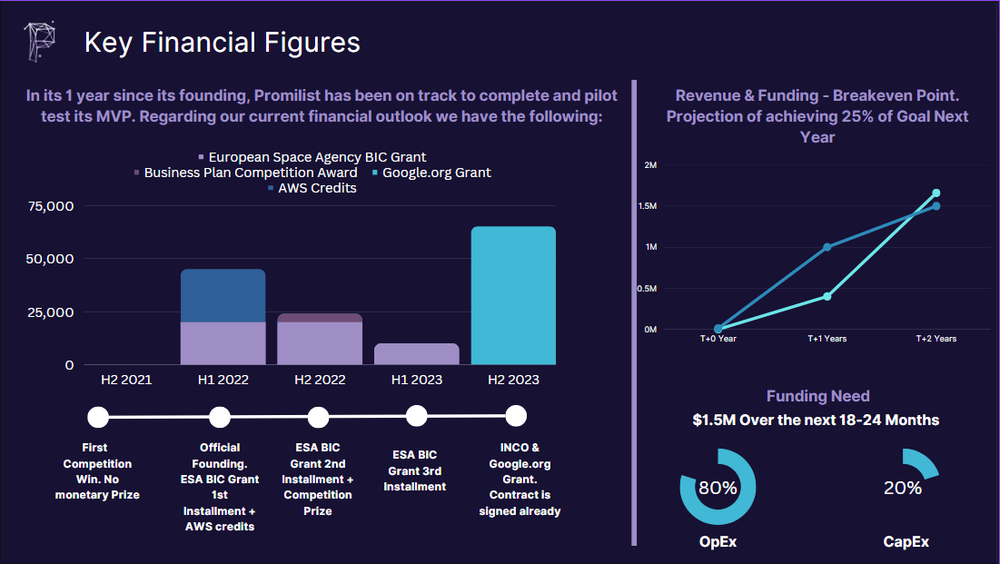 Key Financial Figures
In its 1 year since its founding, Promilist has been on track to complete and pilot
test its MVP. Regarding our current financial outlook we have the following:
European Space Agency BIC Grant
Business Plan Competition Award Google.org Grant
AWS Credits
75,000
50,000
25,000
0
H2 2021 H1 2022 H2 2022 H1 2023 H2 2023
First
Competition
Win. No
monetary Prize
Official
Founding.
ESA BIC Grant
1st
Installment +
AWS credits
ESA BIC
Grant 2nd
Installment +
Competition
Prize
ESA BIC
Grant 3rd
Installment
INCO &
Google.org
Grant.
Contract is
signed already
Revenue & Funding - Breakeven Point.
Projection of achieving 25% of Goal Next
Year
2M
1.5M
1M
0.5M
0M
T+0 Year T+1 Years T+2 Years
Funding Need
$1.5M Over the next 18-24 Months
80% 20%
OpEx CapEx